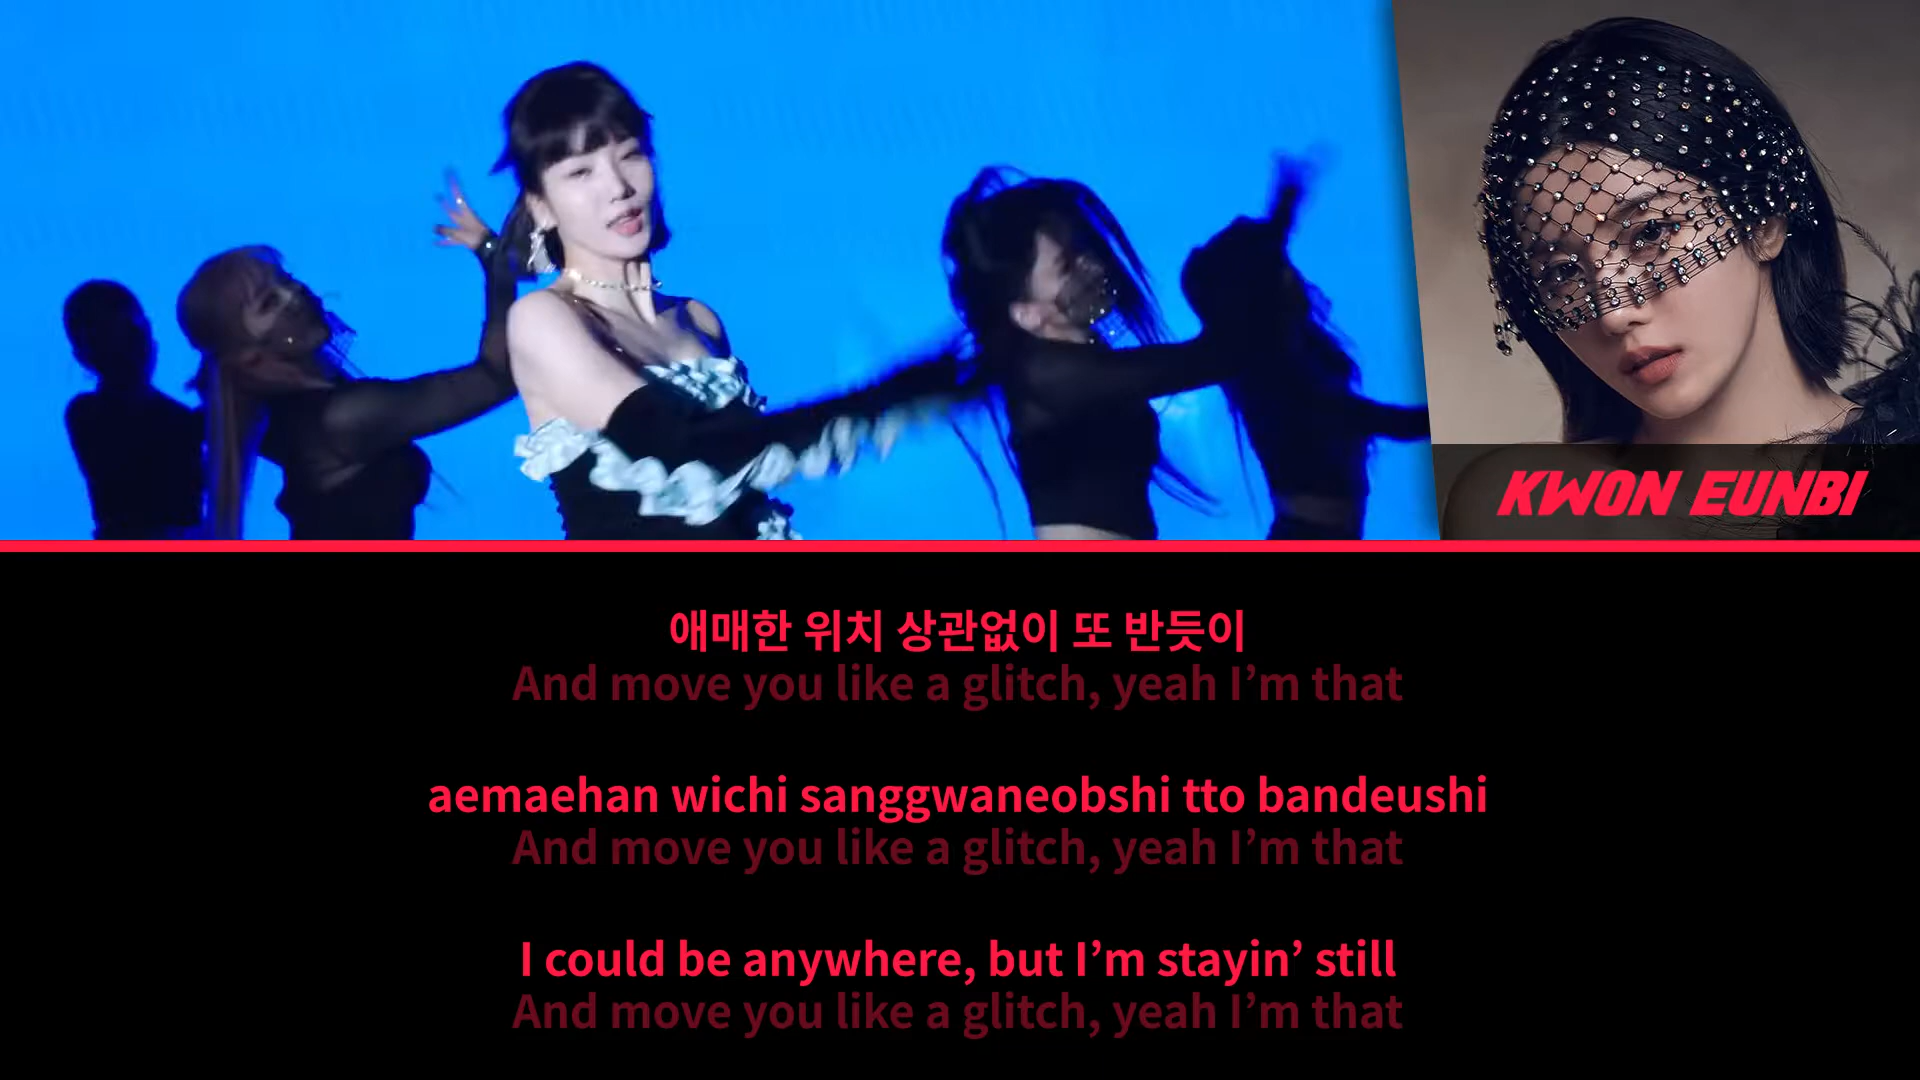 KWON EUNBI
애매한 위치 상관없이 또 반듯이
And move you like a glitch, yeah I’m that
aemaehan wichi sanggwaneobshi tto bandeushi
And move you like a glitch, yeah I’m that
I could be anywhere, but I’m stayin’ still
And move you like a glitch, yeah I’m that